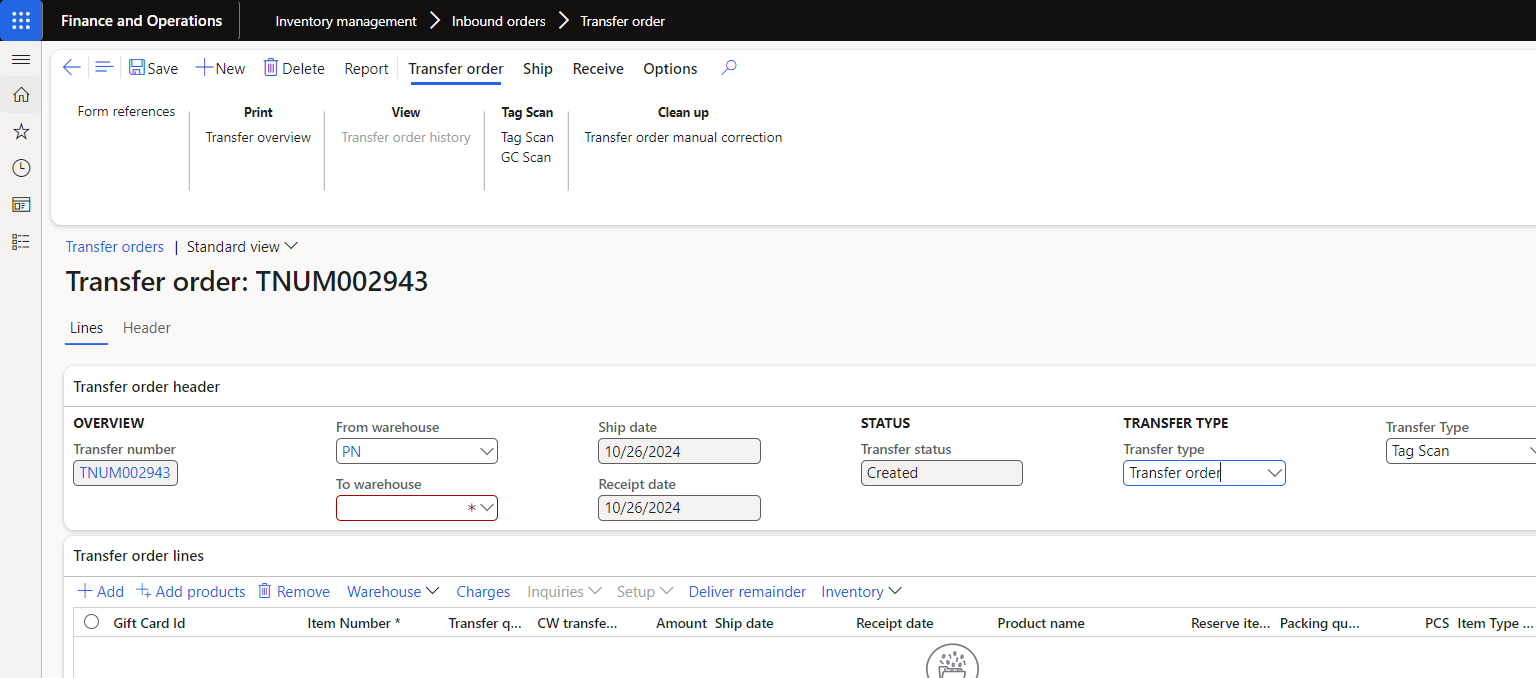 Finance and Operations Inventory management Inbound orders Transfer order
Save New Delete Report Transfer order Ship Receive Options
Form references Print View Tag Scan Clean up
Transfer overview Transfer order history Tag Scan Transfer order manual correction
GC Scan
Transfer orders | Standard view
Transfer order: TNUM002943
Lines Header
Transfer order header
OVERVIEW From warehouse Ship date STATUS TRANSFER TYPE Transfer Type
Transfer number PN 10/26/2024 Transfer status Transfer type Tag Scan
TNUM002943 To warehouse Receipt date Created Transfer order
* 10/26/2024
Transfer order lines
Add Add products Remove Warehouse Charges Inquiries Setup Deliver remainder Inventory
Gift Card Id Item Number * Transfer q... CW transfe... Amount Ship date Receipt date Product name Reserve ite... Packing qu... PCS Item Type ...